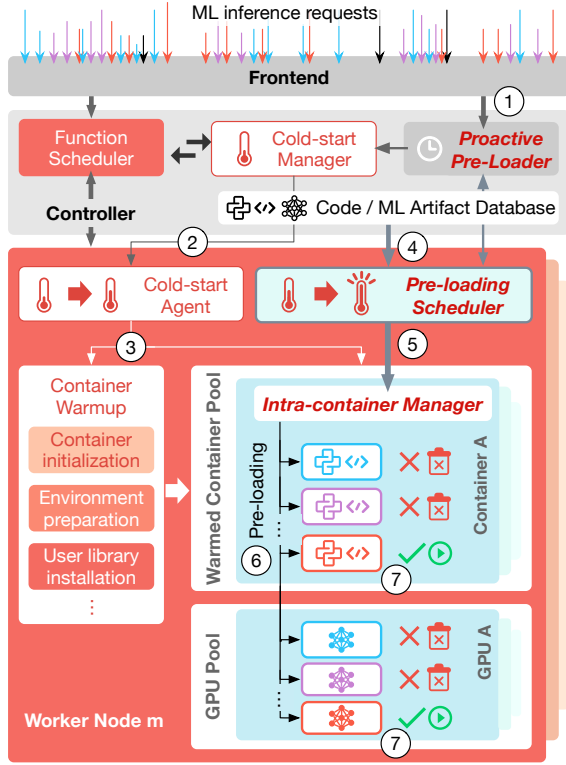 ML inference requests
Frontend
1
Function
Scheduler
Cold-start
Manager
Proactive
Pre-Loader
Controller
Code / ML Artifact Database
2
4
Cold-start
Agent
Pre-loading
Scheduler
3
5
Container
Warmup
Container
initialization
Environment
preparation
User library
installation
⋮
Warmed Container Pool
Intra-container Manager
Container A
Pre-loading
6
...
7
GPU Pool
GPU A
...
7
Worker Node m